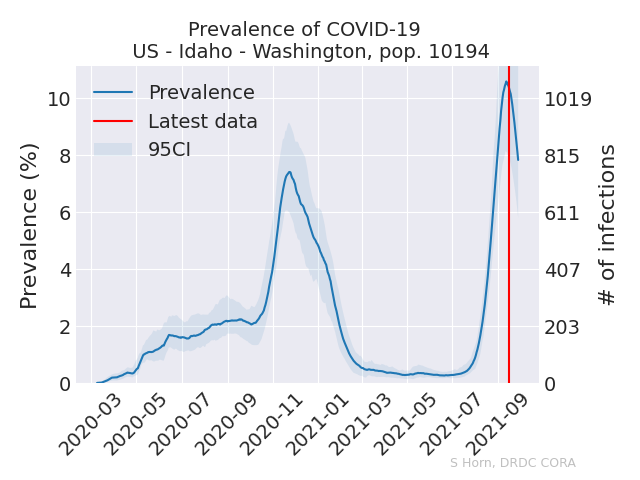 Prevalence of COVID-19
US - Idaho - Washington, pop. 10194
Prevalence
Latest data
95CI
Prevalence (%)
10
8
6
4
2
0
1019
815
611
407
203
0
# of infections
2020-03
2020-05
2020-07
2020-09
2020-11
2021-01
2021-03
2021-05
2021-07
2021-09
S Horn, DRDC CORA